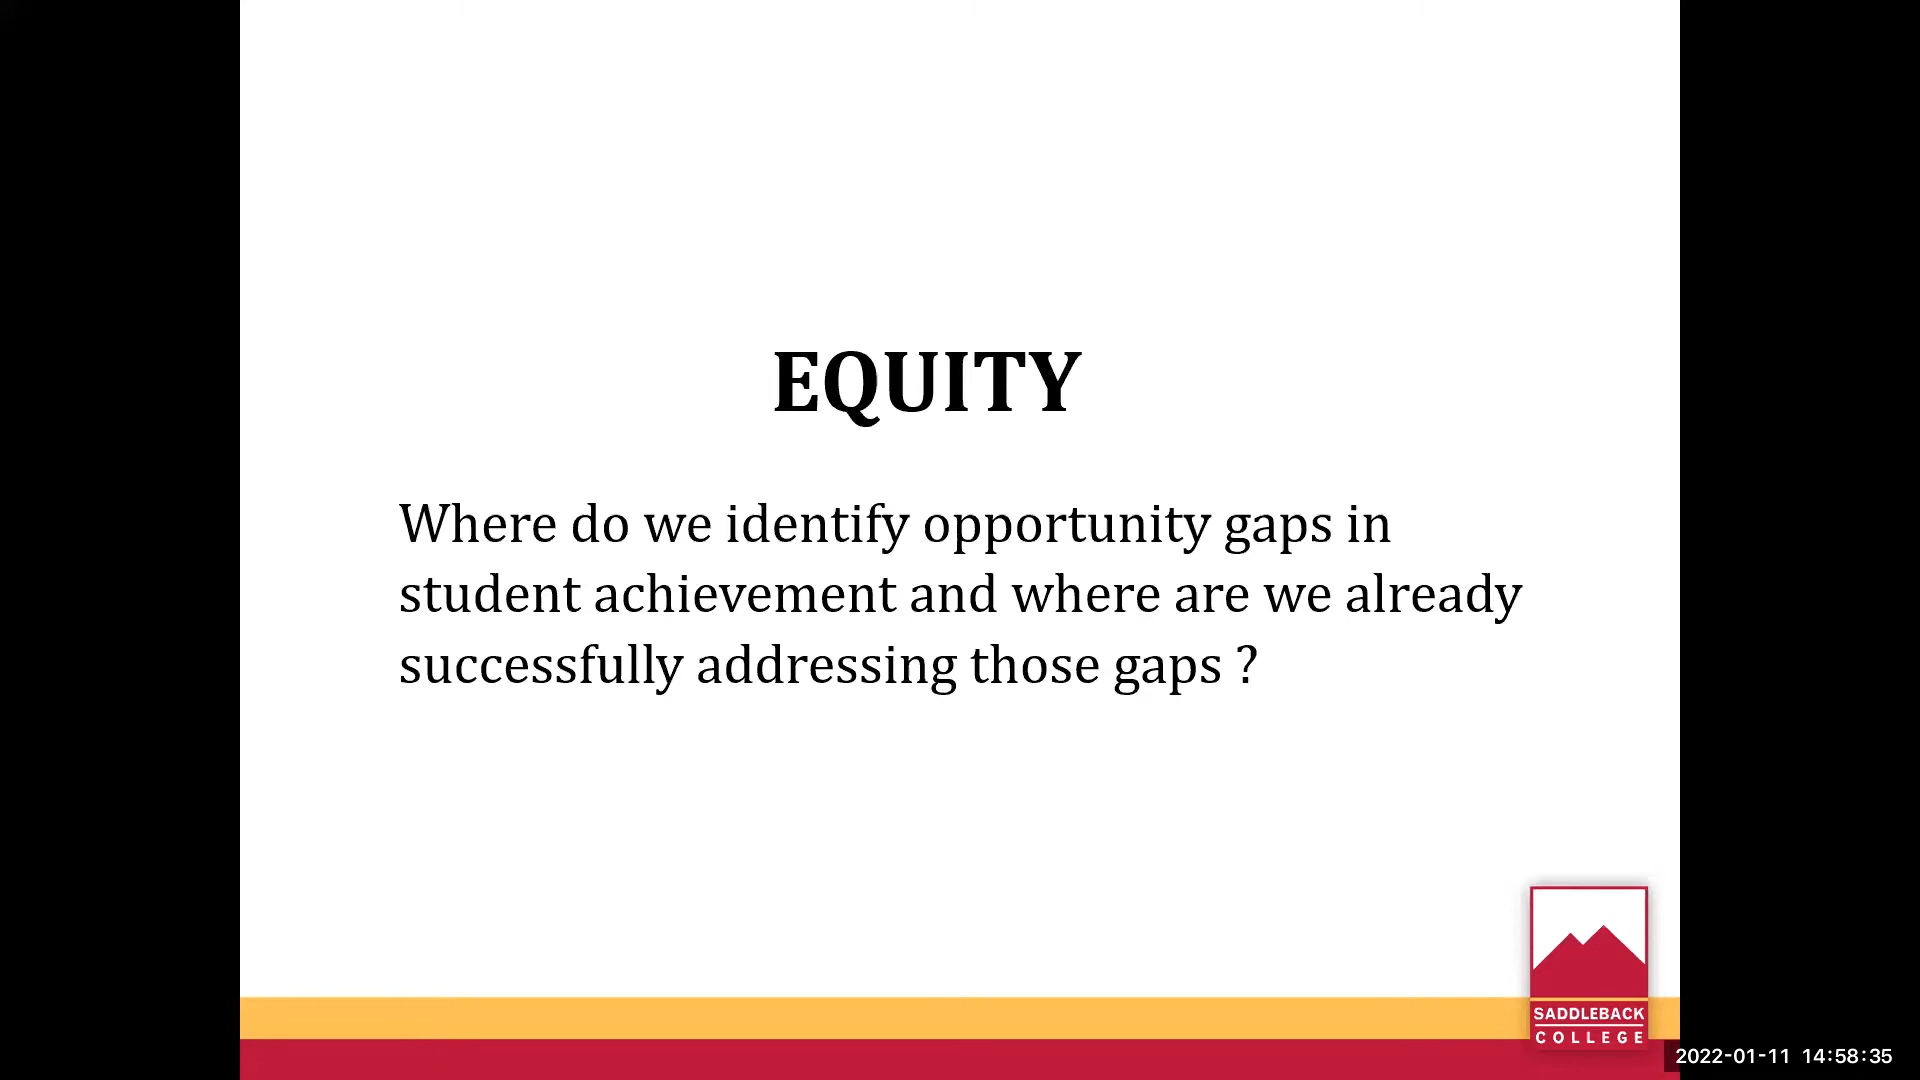 EQUITY
Where do we identify opportunity gaps in
student achievement and where are we already
successfully addressing those gaps ?
SADDLEBACK
COLLEGE
2022-01-11 14:58:35